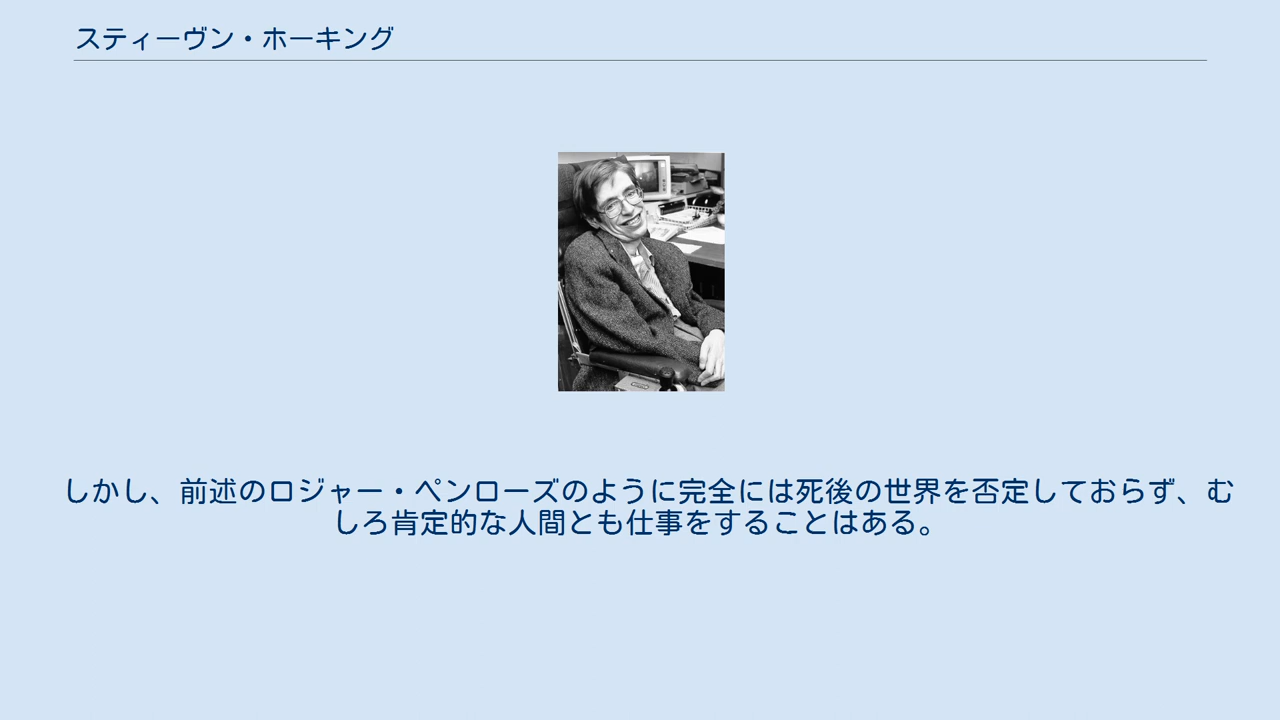 スティーヴン・ホーキング
しかし、前述のロジャー・ペンローズのように完全には死後の世界を否定しておらず、む
しろ肯定的な人間とも仕事をすることはある。